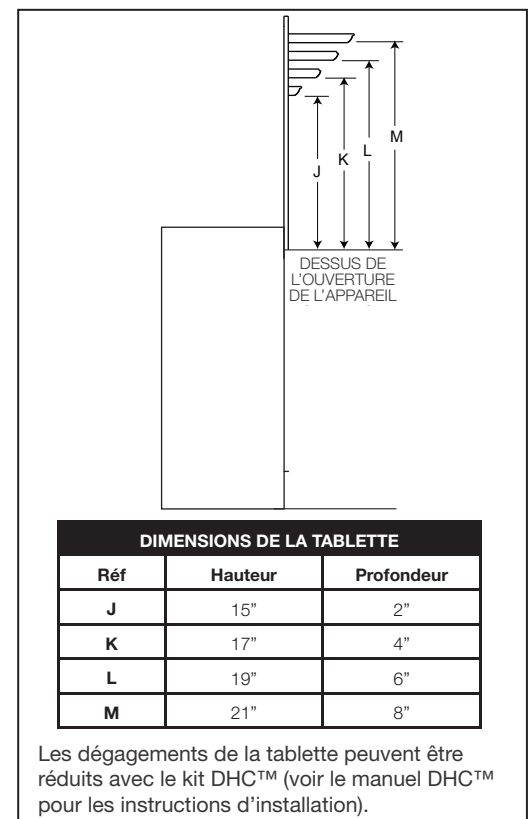 M
L
K
J
DESSUS DE
L'OUVERTURE
DE L'APPAREIL
DIMENSIONS DE LA TABLETTE
Réf Hauteur Profondeur
J 15” 2”
K 17” 4”
L 19” 6”
M 21” 8”
Les dégagements de la tablette peuvent être
réduits avec le kit DHC™ (voir le manuel DHC™
pour les instructions d’installation).